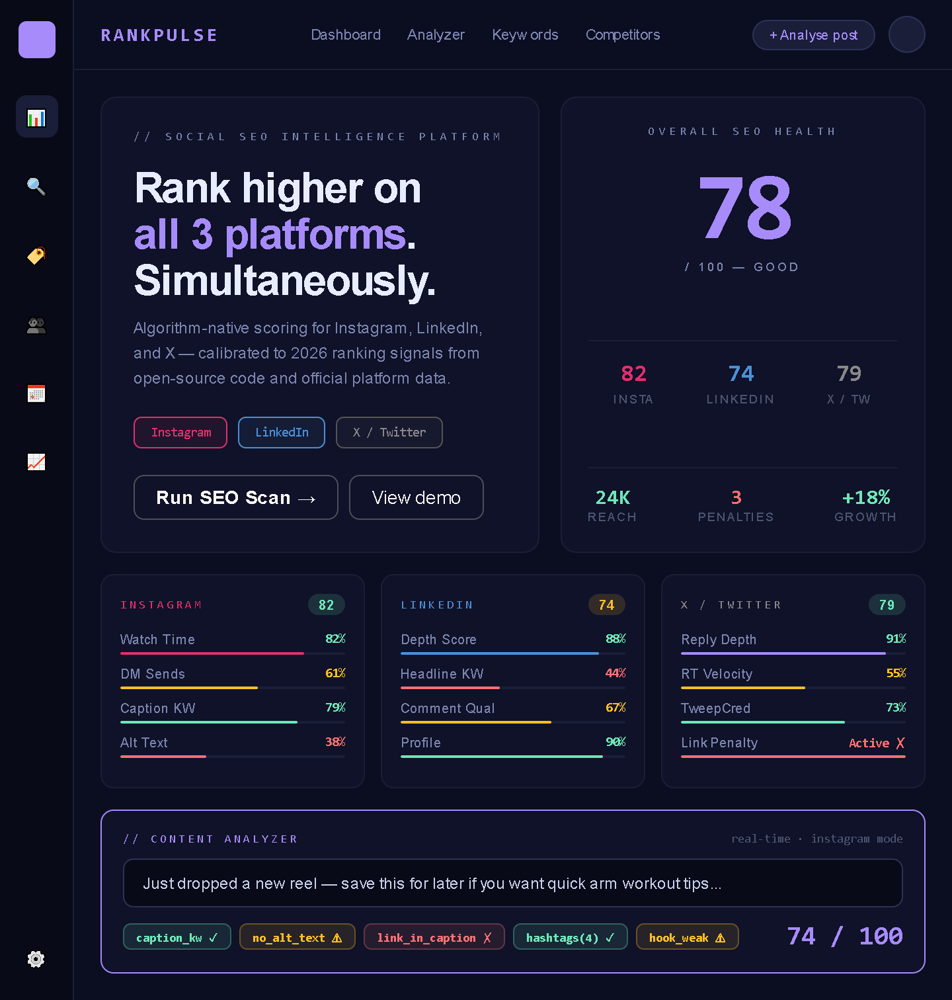 RANKPULSE
Dashboard
Analyzer
Keywords
Competitors
+ Analyse post
// SOCIAL SEO INTELLIGENCE PLATFORM
Rank higher on
all 3 platforms.
Simultaneously.
Algorithm-native scoring for Instagram, LinkedIn,
and X — calibrated to 2026 ranking signals from
open-source code and official platform data.
Instagram
LinkedIn
X / Twitter
Run SEO Scan →
View demo
OVERALL SEO HEALTH
78
/ 100 — GOOD
82
INSTA
74
LINKEDIN
79
X / TW
24K
REACH
3
PENALTIES
+18%
GROWTH
INSTAGRAM
82
Watch Time
82%
DM Sends
61%
Caption KW
79%
Alt Text
38%
LINKEDIN
74
Depth Score
88%
Headline KW
44%
Comment Qual
67%
Profile
90%
X / TWITTER
79
Reply Depth
91%
RT Velocity
55%
TweepCred
73%
Link Penalty
Active ✗
// CONTENT ANALYZER
real-time · instagram mode
Just dropped a new reel — save this for later if you want quick arm workout tips...
caption_kw ✓
no_alt_text ⚠
link_in_caption ✗
hashtags(4) ✓
hook_weak ⚠
74 / 100